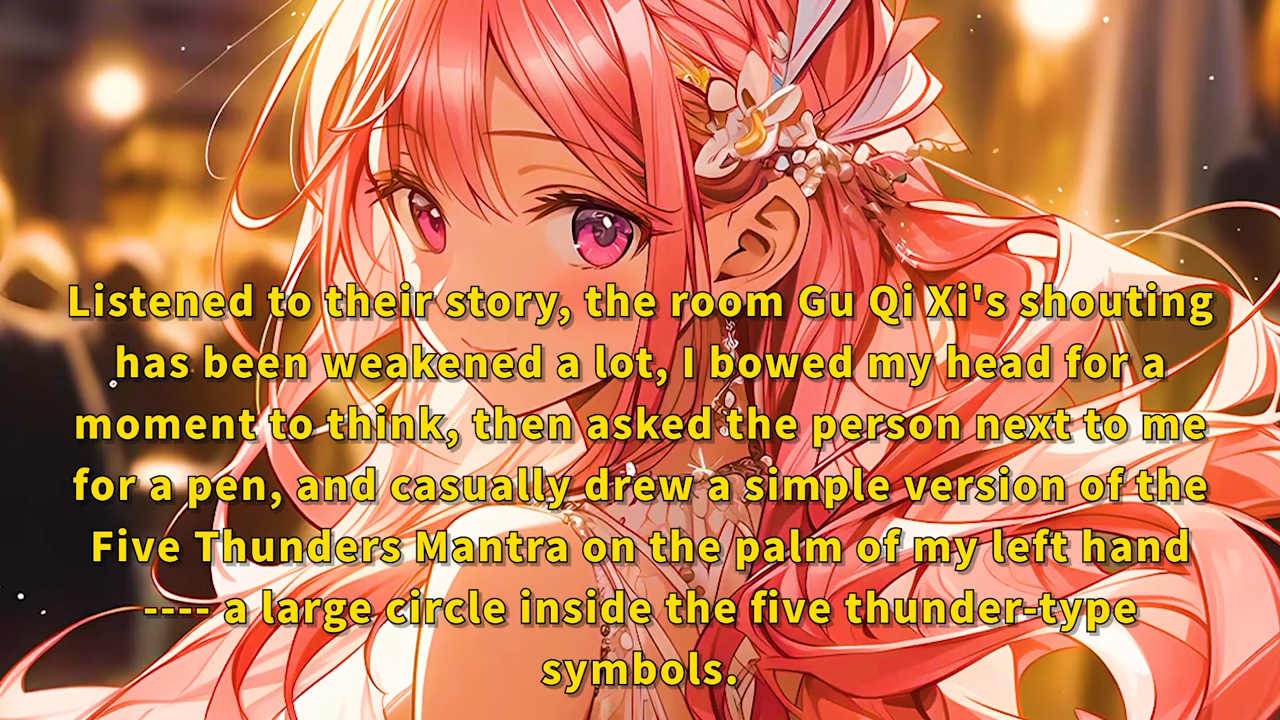 Listened to their story, the room Gu Qi Xi's shouting
has been weakened a lot, I bowed my head for a
moment to think, then asked the person next to me
for a pen, and casually drew a simple version of the
Five Thunders Mantra on the palm of my left hand
---- a large circle inside the five thunder-type
symbols.